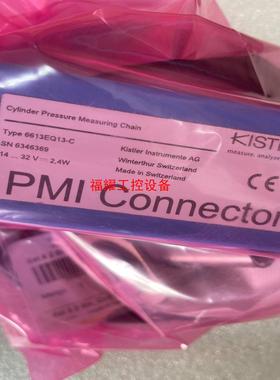 Cylinder Pressure Measuring Chain
KISTL
measure. analyse
Type 6613EQ13-C
SN 6346369
14 ... 32 V = 2,4W
Kistler Instrumente AG
Winterthur Switzerland
Made in Switzerland
CE
福耀工控设备
PMI Connector